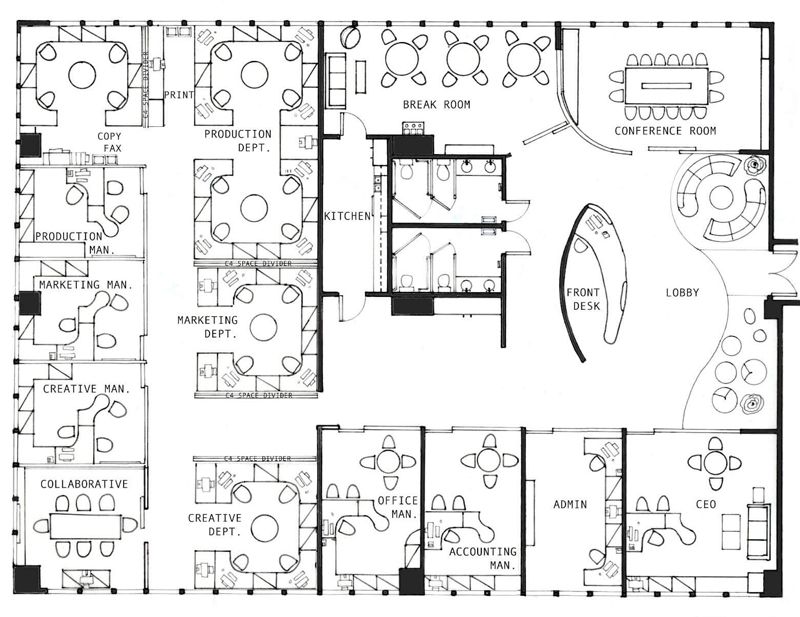 C4 SPACE DIVIDER
PRINT
BREAK ROOM
CONFERENCE ROOM
COPY
FAX
PRODUCTION
DEPT.
KITCHEN
PRODUCTION
MAN.
C4 SPACE DIVIDER
MARKETING MAN.
FRONT
DESK
LOBBY
MARKETING
DEPT.
CREATIVE MAN.
C4 SPACE DIVIDER
C4 SPACE DIVIDER
COLLABORATIVE
CREATIVE
DEPT.
OFFICE
MAN.
ACCOUNTING
MAN.
ADMIN
CEO